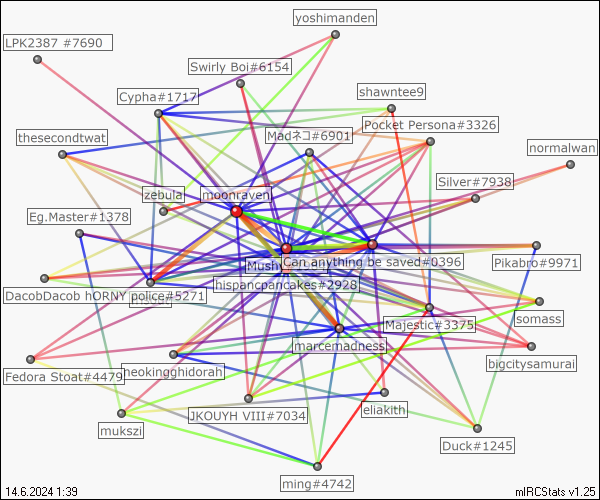 yoshimanden
LPK2387 #7690
Swirly Boi#6154
shawntee9
Cypha#1717
Pocket Persona#3326
Madネコ#6901
thesecondtwat
normalwan
Silver#7938
zebula
moonraven
Eg.Master#1378
Pikabro#9971
Can anything be saved#0396
Mush
hispancpancakes#2928
DacobDacob hORNY police#5271
somass
Majestic#3375
marcemadness
bigcitysamurai
neokingghidorah
Fedora Stoat#4479
JKOUYH VIII#7034
eliakith
mukszi
Duck#1245
ming#4742
14.6.2024 1:39
mIRCStats v1.25